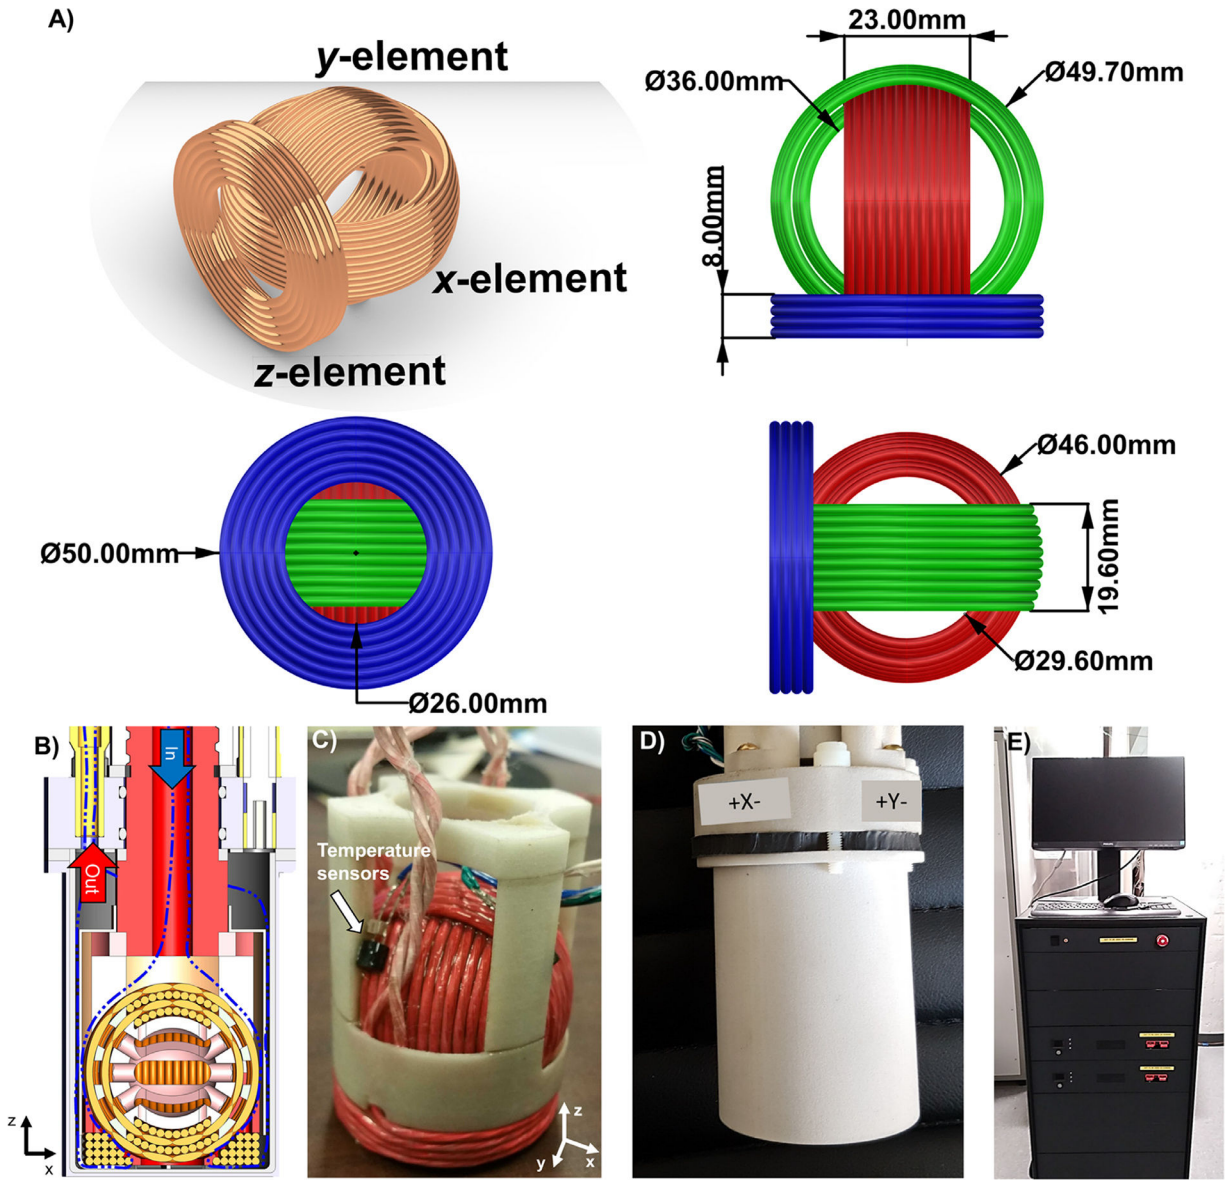 A)
y-element
x-element
z-element
23.00mm
Ø36.00mm
Ø49.70mm
8.00mm
Ø50.00mm
Ø26.00mm
Ø46.00mm
19.60mm
Ø29.60mm
B)
In
Out
z
x
C)
Temperature
sensors
z
y
x
D)
+X-
+Y-
E)